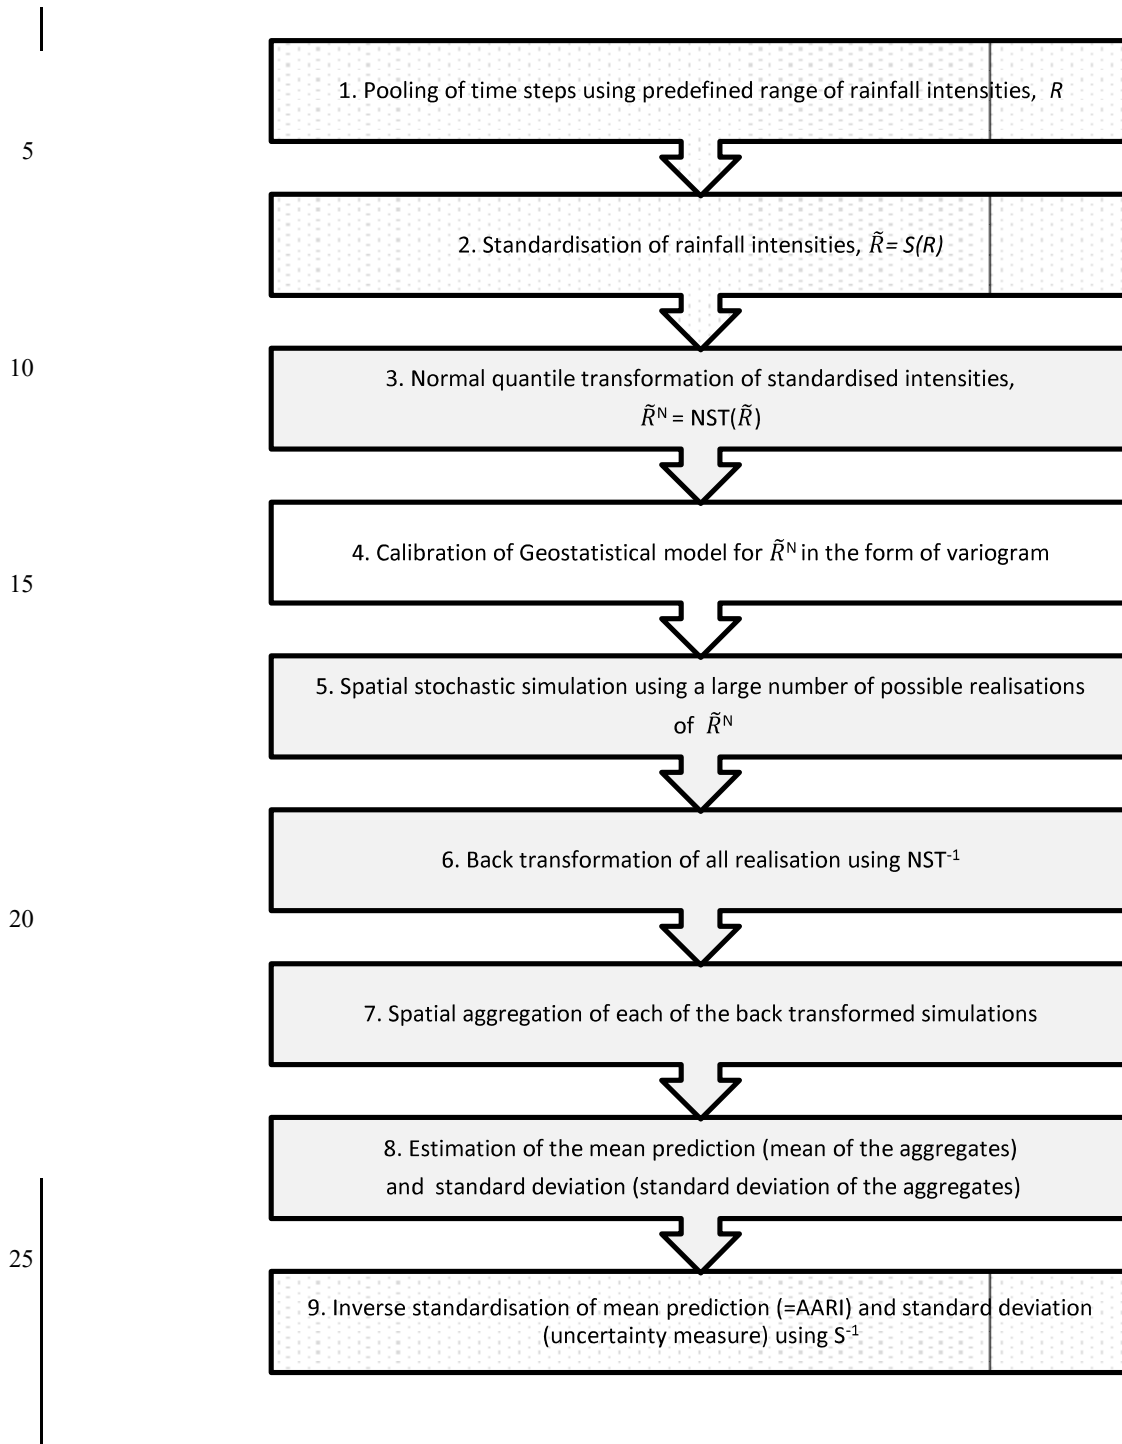 1. Pooling of time steps using predefined range of rainfall intensities, R
5
2. Standardisation of rainfall intensities, R̃ = S(R)
10
3. Normal quantile transformation of standardised intensities,
R̃ᴺ = NST(R̃)
4. Calibration of Geostatistical model for R̃ᴺ in the form of variogram
15
5. Spatial stochastic simulation using a large number of possible realisations
of R̃ᴺ
6. Back transformation of all realisation using NST⁻¹
20
7. Spatial aggregation of each of the back transformed simulations
8. Estimation of the mean prediction (mean of the aggregates)
and standard deviation (standard deviation of the aggregates)
25
9. Inverse standardisation of mean prediction (=AARI) and standard deviation
(uncertainty measure) using S⁻¹